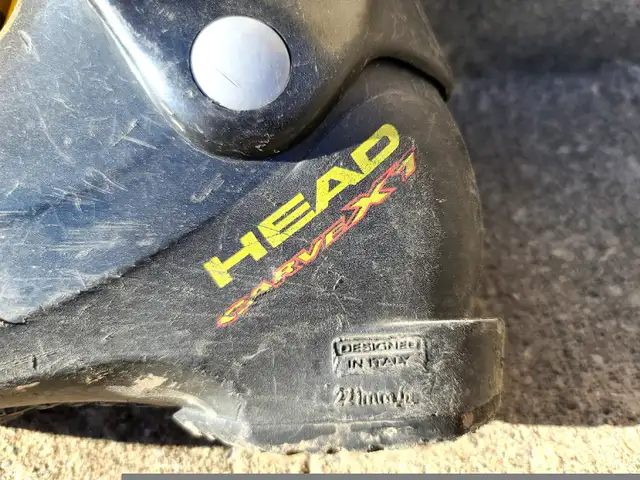 HEAD
CARVE X1
DESIGNED
IN ITALY